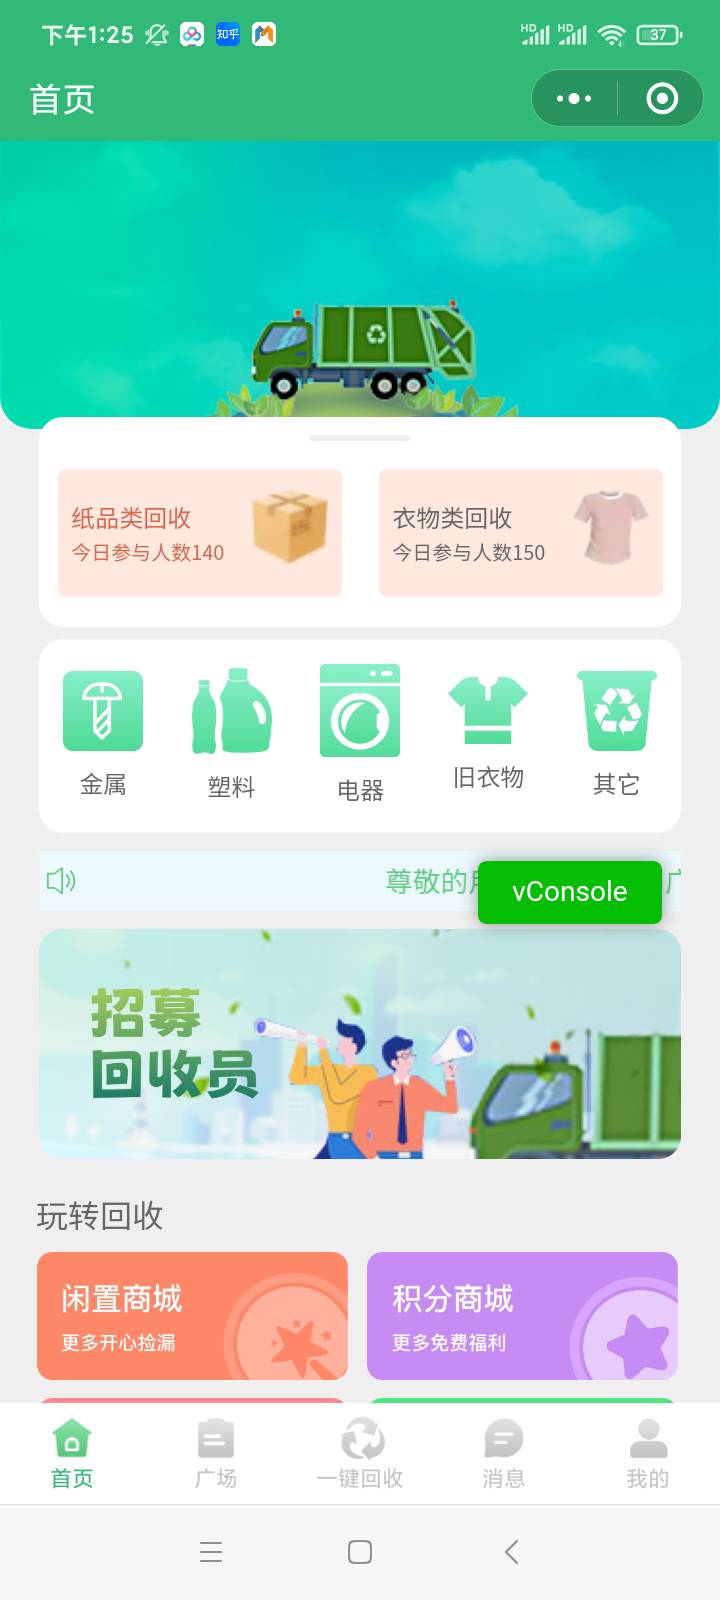 下午1:25
知乎
HD
HD
37
首页
纸品类回收
今日参与人数140
衣物类回收
今日参与人数150
金属
塑料
电器
旧衣物
其它
尊敬的
vConsole
招募
回收员
玩转回收
闲置商城
更多开心捡漏
积分商城
更多免费福利
首页
广场
一键回收
消息
我的